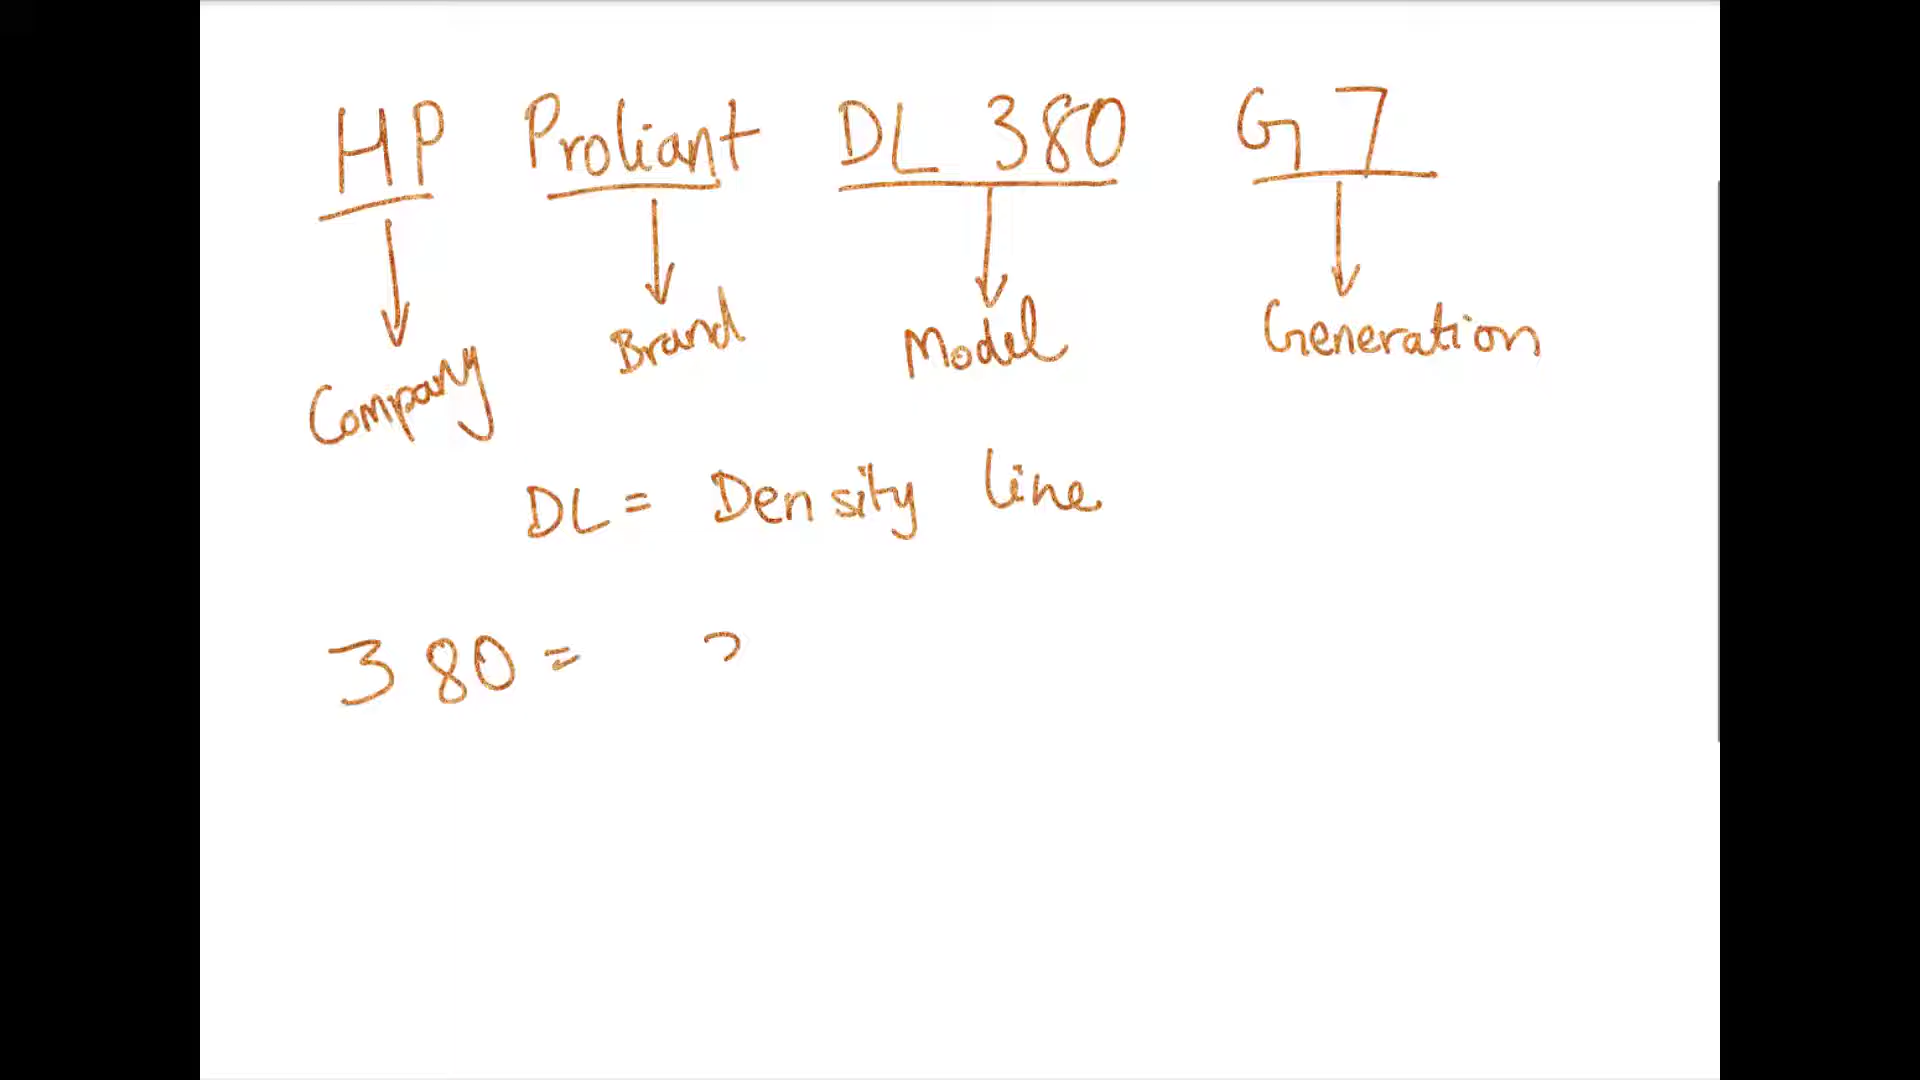 HP Proliant DL 380 G7
Company Brand Model Generation
DL = Density line
380 =